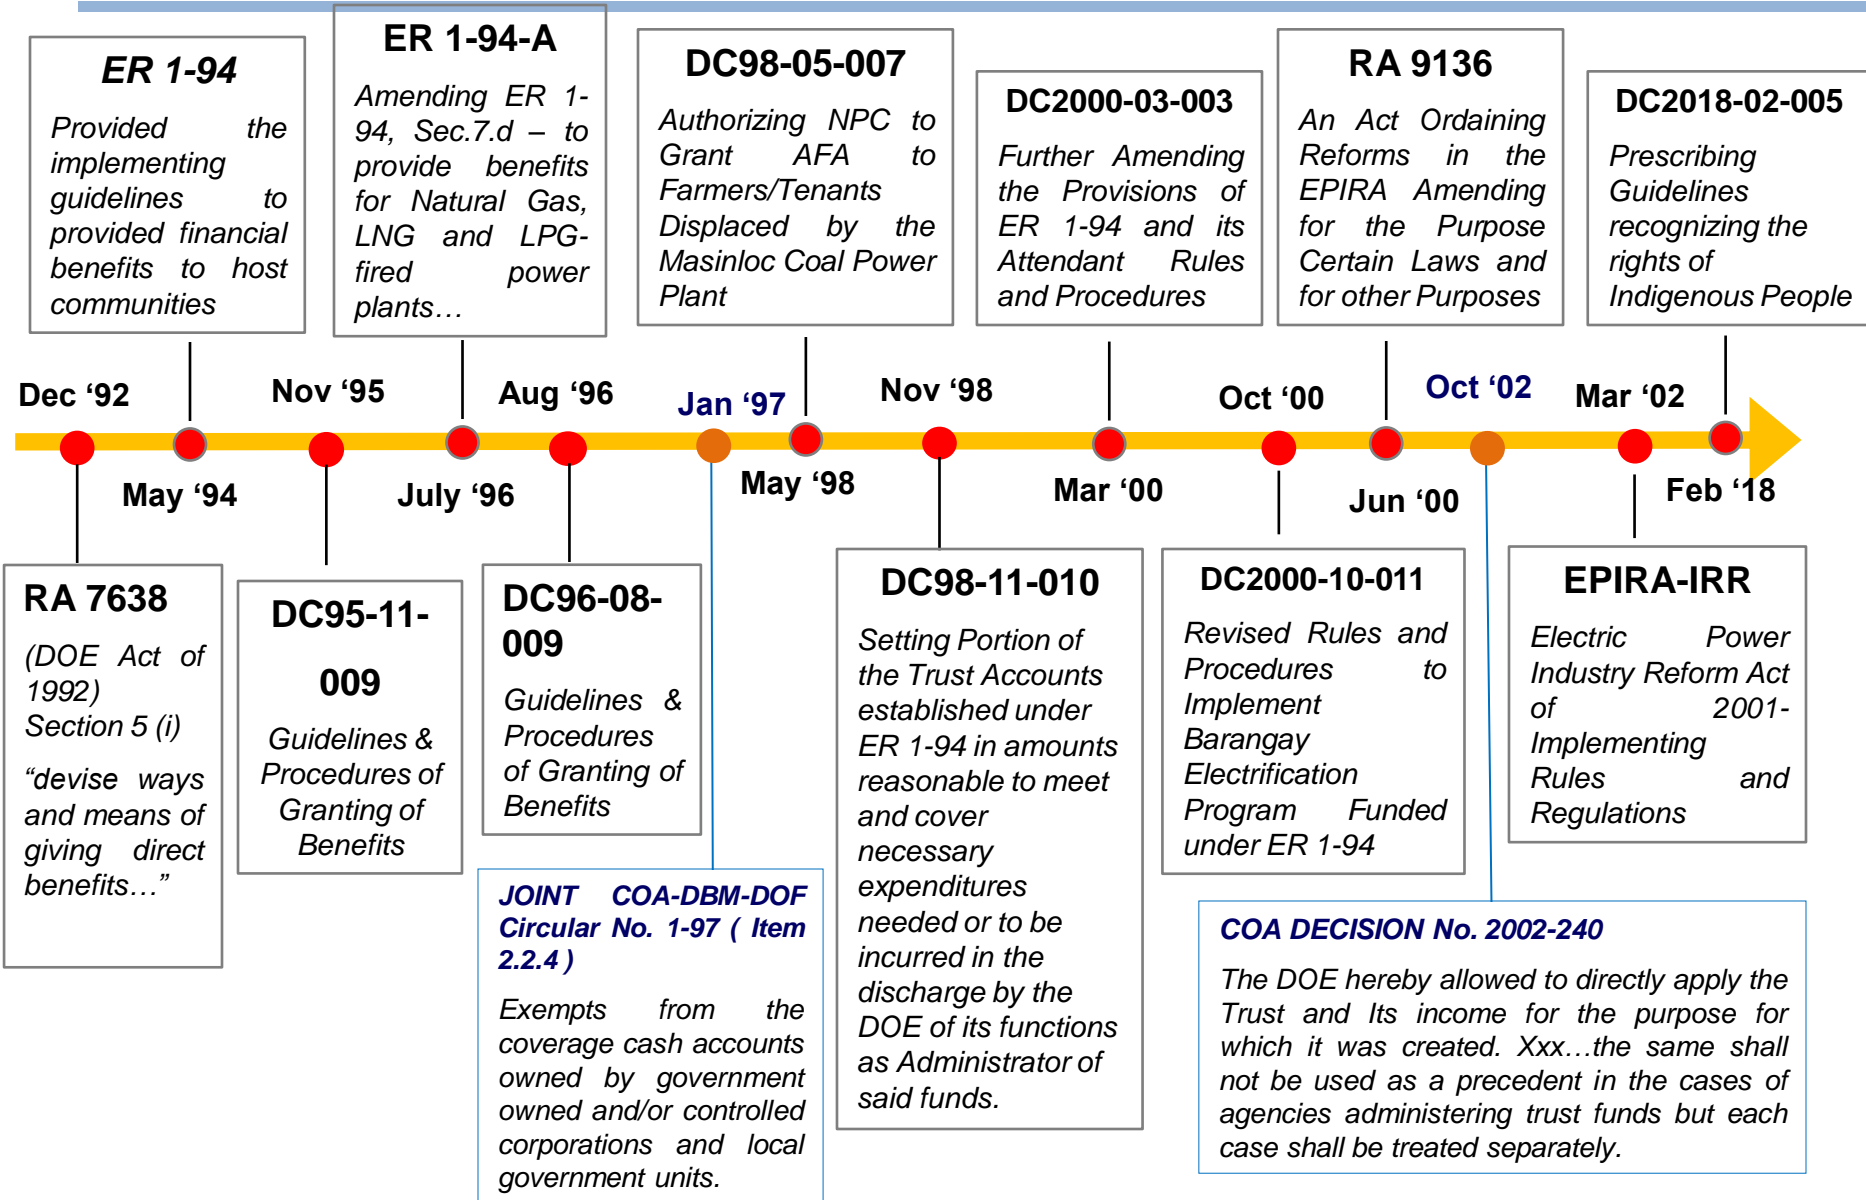 ER 1-94
Provided the
implementing
guidelines to
provided financial
benefits to host
communities
ER 1-94-A
Amending ER 1-
94, Sec.7.d – to
provide benefits
for Natural Gas,
LNG and LPG-
fired power
plants…
DC98-05-007
Authorizing NPC to
Grant AFA to
Farmers/Tenants
Displaced by the
Masinloc Coal Power
Plant
DC2000-03-003
Further Amending
the Provisions of
ER 1-94 and its
Attendant Rules
and Procedures
RA 9136
An Act Ordaining
Reforms in the
EPIRA Amending
for the Purpose
Certain Laws and
for other Purposes
DC2018-02-005
Prescribing
Guidelines
recognizing the
rights of
Indigenous People
Dec ‘92
Nov ‘95
Aug ‘96
Jan ‘97
Nov ‘98
Oct ‘00
Oct ‘02
Mar ‘02
May ‘94
July ‘96
May ‘98
Mar ‘00
Jun ‘00
Feb ‘18
RA 7638
(DOE Act of
1992)
Section 5 (i)
“devise ways
and means of
giving direct
benefits…”
DC95-11-
009
Guidelines &
Procedures of
Granting of
Benefits
DC96-08-
009
Guidelines &
Procedures
of Granting of
Benefits
JOINT COA-DBM-DOF
Circular No. 1-97 ( Item
2.2.4 )
Exempts from the
coverage cash accounts
owned by government
owned and/or controlled
corporations and local
government units.
DC98-11-010
Setting Portion of
the Trust Accounts
established under
ER 1-94 in amounts
reasonable to meet
and cover
necessary
expenditures
needed or to be
incurred in the
discharge by the
DOE of its functions
as Administrator of
said funds.
DC2000-10-011
Revised Rules and
Procedures to
Implement
Barangay
Electrification
Program Funded
under ER 1-94
EPIRA-IRR
Electric Power
Industry Reform Act
of 2001-
Implementing
Rules and
Regulations
COA DECISION No. 2002-240
The DOE hereby allowed to directly apply the
Trust and Its income for the purpose for
which it was created. Xxx…the same shall
not be used as a precedent in the cases of
agencies administering trust funds but each
case shall be treated separately.